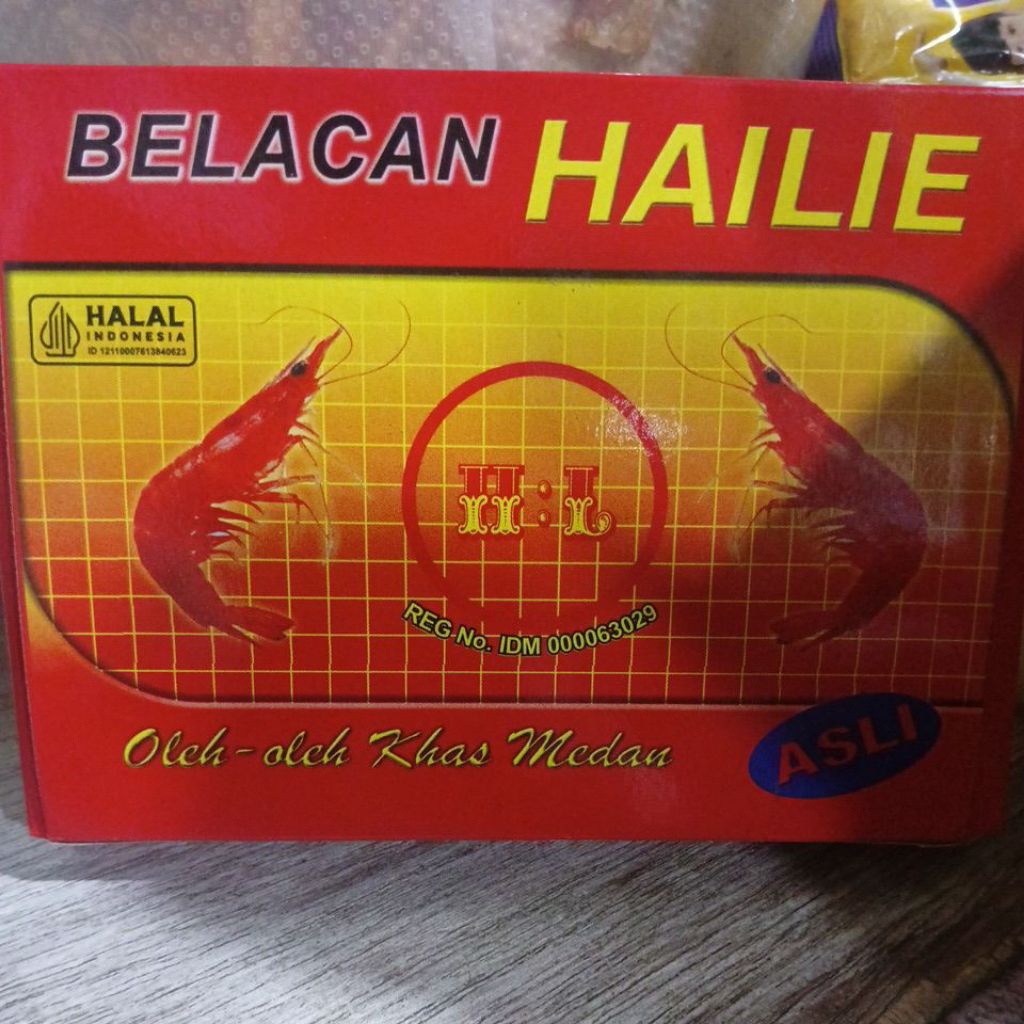 BELACAN HAILIE
HALAL
INDONESIA
ID 12110007613840623
H:L
REG No. IDM 000063029
Oleh-oleh Khas Medan
ASLI